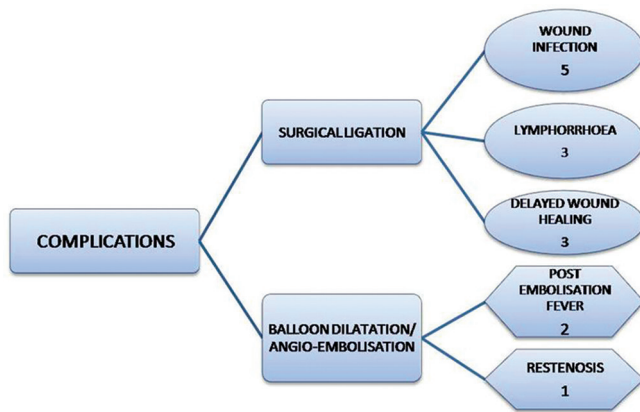 COMPLICATIONS
SURGICAL LIGATION
WOUND
INFECTION
5
LYMPHORRHOEA
3
DELAYED WOUND
HEALING
3
BALLOON DILATATION/
ANGIO-EMBOLISATION
POST
EMBOLISATION
FEVER
2
RESTENOSIS
1